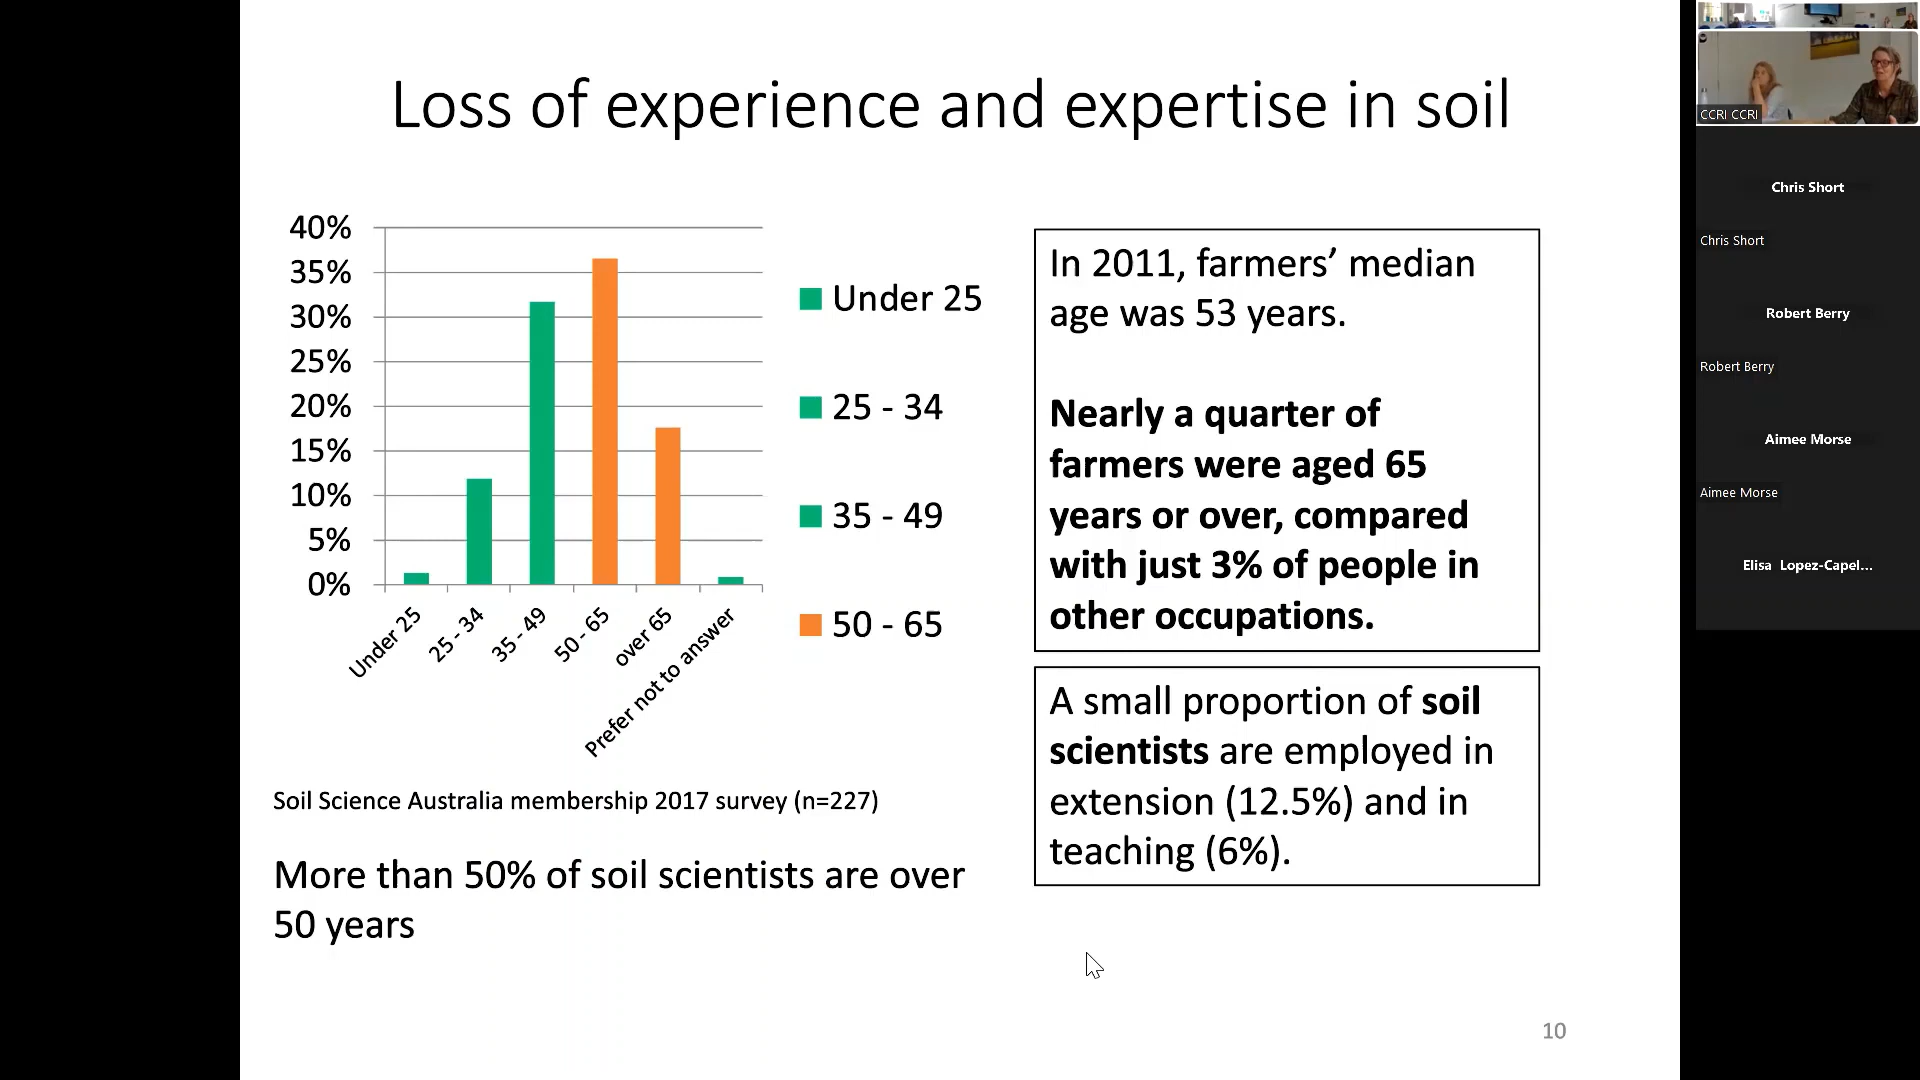 Loss of experience and expertise in soil
40%
35%
30%
25%
20%
15%
10%
5%
0%
Under 25
25 - 34
35 - 49
50 - 65
over 65
Prefer not to answer
Under 25
25 - 34
35 - 49
50 - 65
Soil Science Australia membership 2017 survey (n=227)
More than 50% of soil scientists are over
50 years
In 2011, farmers’ median
age was 53 years.
Nearly a quarter of
farmers were aged 65
years or over, compared
with just 3% of people in
other occupations.
A small proportion of soil
scientists are employed in
extension (12.5%) and in
teaching (6%).
10
CCRI CCRI
Chris Short
Chris Short
Robert Berry
Robert Berry
Aimee Morse
Aimee Morse
Elisa Lopez-Capel...